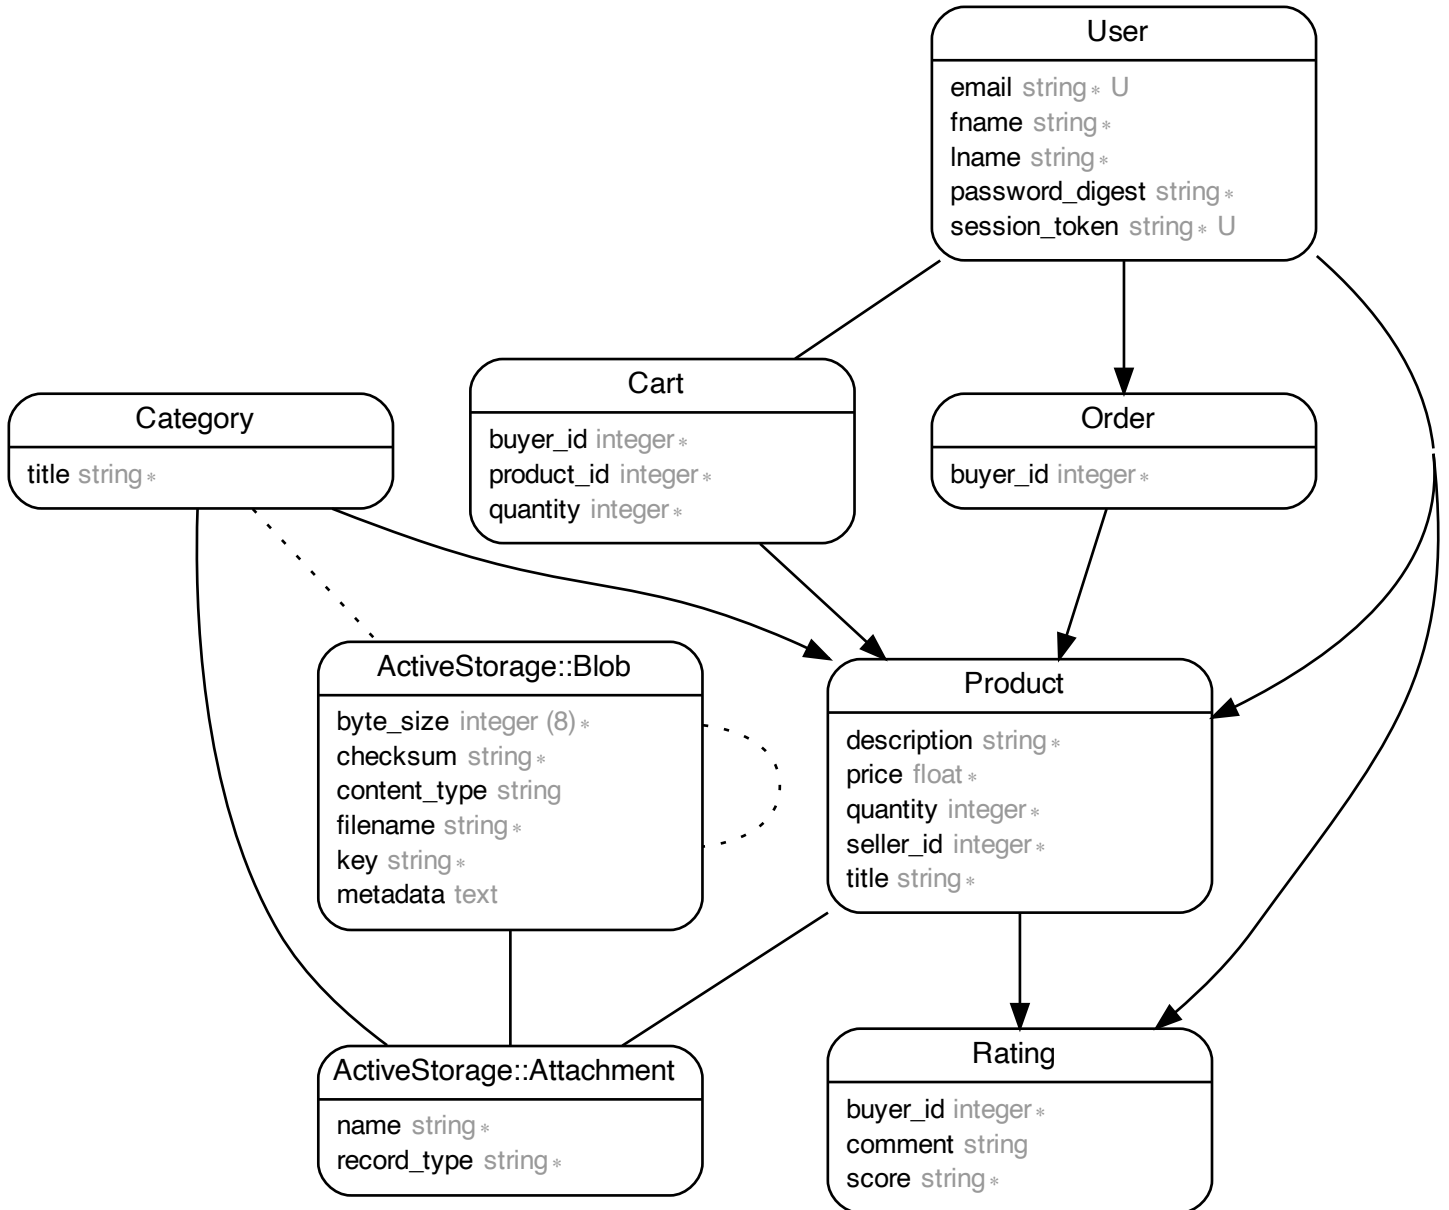 User
email string∗ U
fname string∗
lname string∗
password_digest string∗
session_token string∗ U
Category
title string∗
Cart
buyer_id integer∗
product_id integer∗
quantity integer∗
Order
buyer_id integer∗
ActiveStorage::Blob
byte_size integer (8)∗
checksum string∗
content_type string
filename string∗
key string∗
metadata text
Product
description string∗
price float∗
quantity integer∗
seller_id integer∗
title string∗
ActiveStorage::Attachment
name string∗
record_type string∗
Rating
buyer_id integer∗
comment string
score string∗